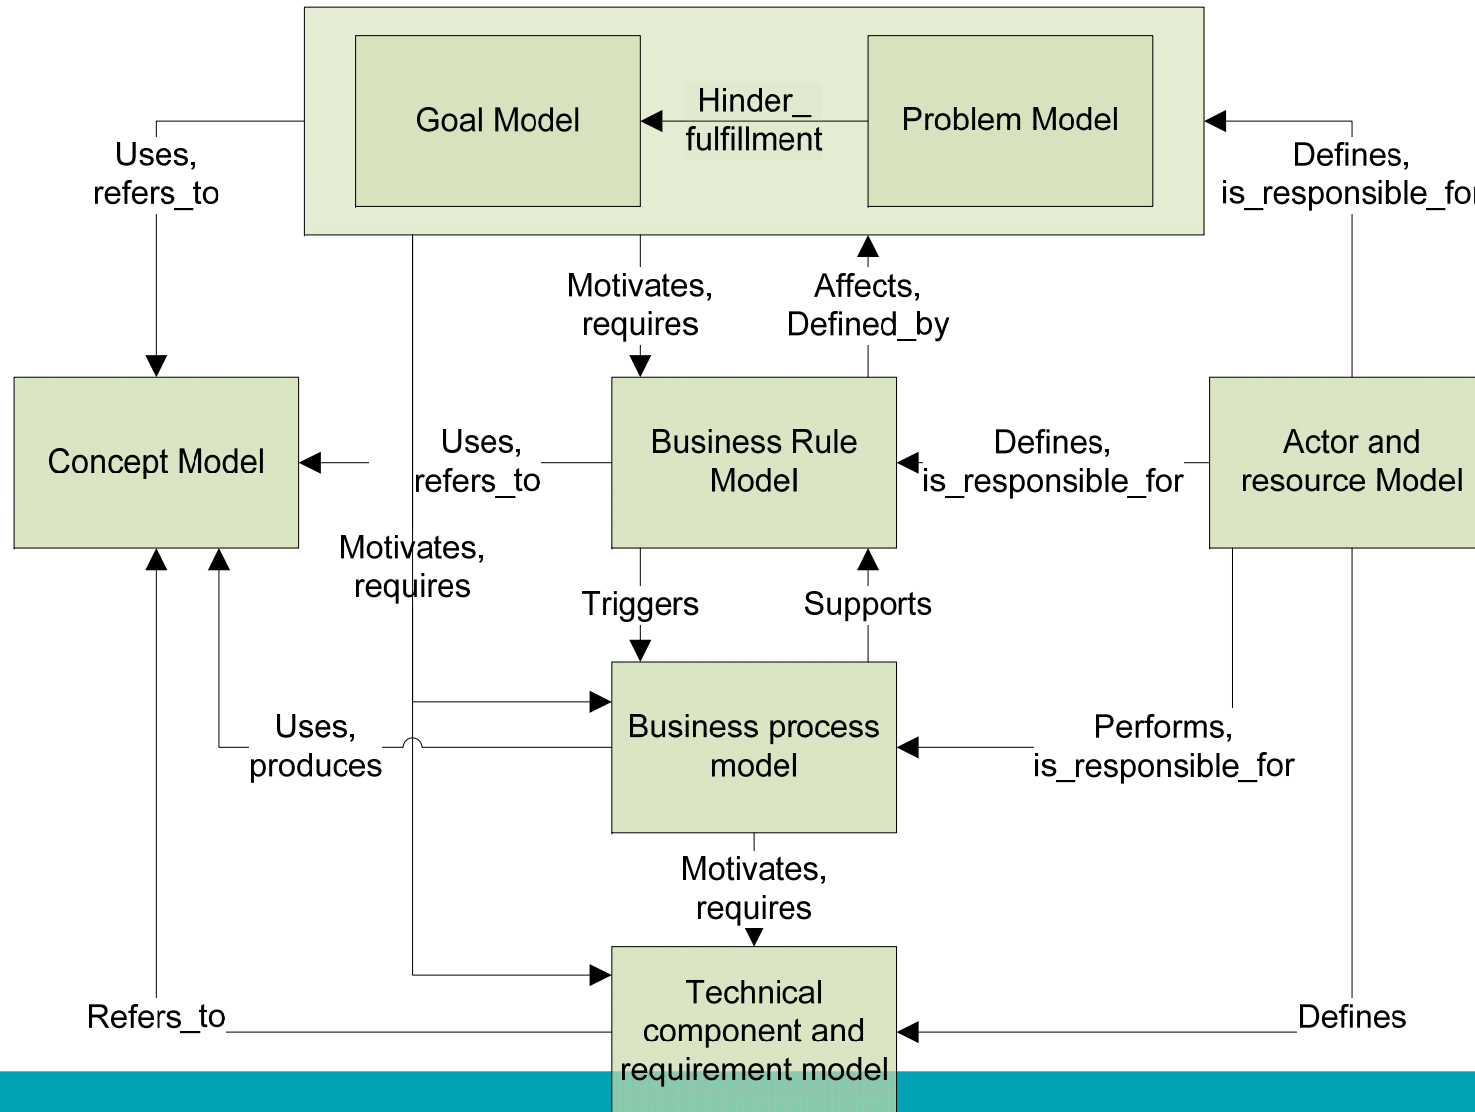 Goal Model
Hinder_
fulfillment
Problem Model
Uses,
refers_to
Defines,
is_responsible_for
Motivates,
requires
Affects,
Defined_by
Concept Model
Uses,
refers_to
Business Rule
Model
Defines,
is_responsible_for
Actor and
resource Model
Motivates,
requires
Triggers
Supports
Uses,
produces
Business process
model
Performs,
is_responsible_for
Motivates,
requires
Refers_to
Technical
component and
requirement model
Defines